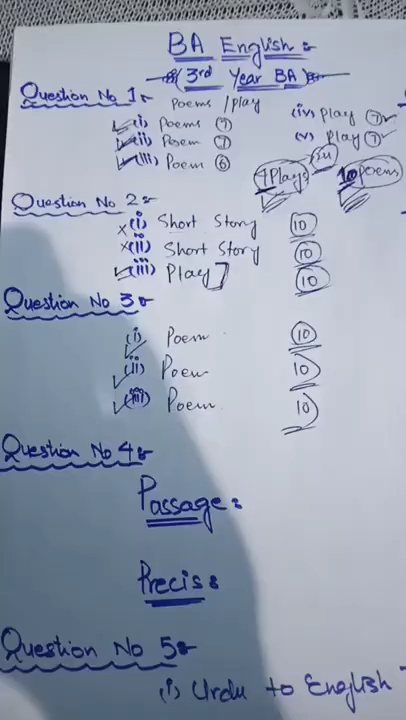 BA English:
(3rd Year BA)
Question No 1:
Poems / play
(i) Poems (7)
(ii) Poem (7)
(iii) Poem (6)
(iv) Play (7)
(v) Play (7)
4 Plays
10 poems
Question No 2:
x (i) Short Story (10)
x (ii) Short Story (10)
(iii) Play] (10)
Question No 3:
(i) Poem (10)
(ii) Poem (10)
(iii) Poem (10)
Question No 4:
Passage:
Precis:
Question No 5:
(i) Urdu to English